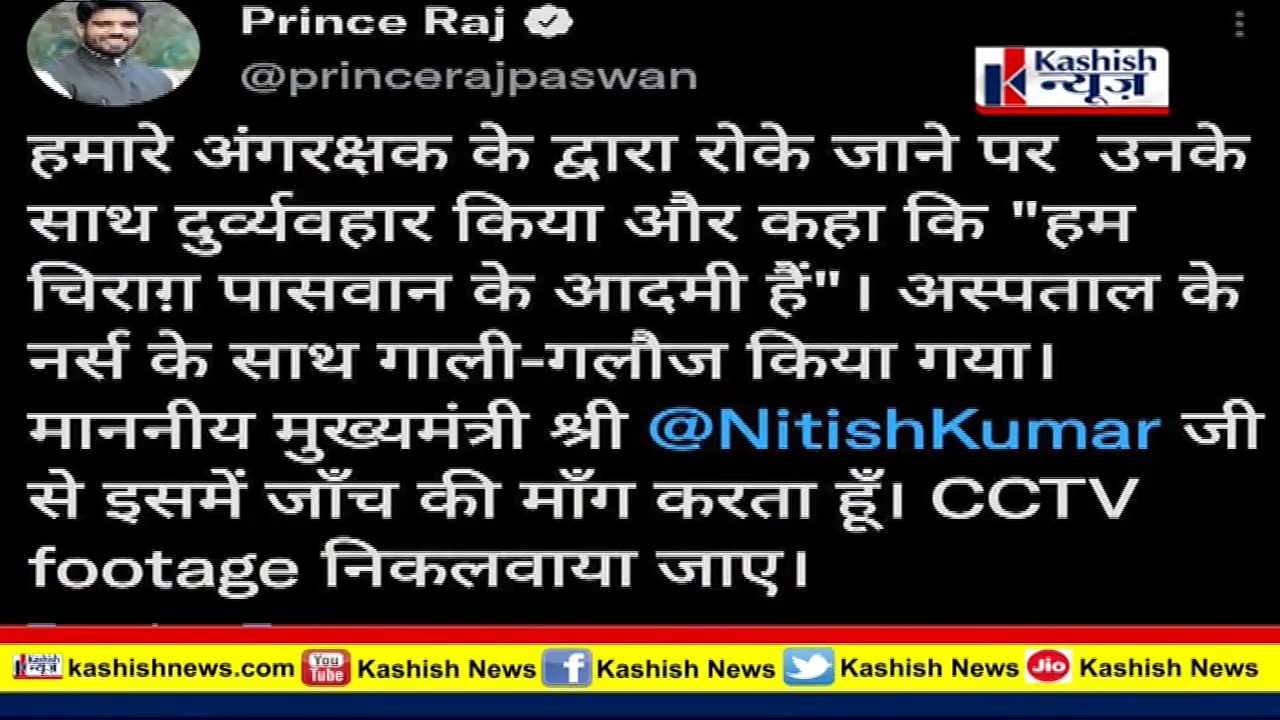 Prince Raj
@princerajpaswan
Kashish
न्यूज़
हमारे अंगरक्षक के द्वारा रोके जाने पर उनके
साथ दुर्व्यवहार किया और कहा कि "हम
चिराग़ पासवान के आदमी हैं"। अस्पताल के
नर्स के साथ गाली-गलौज किया गया।
माननीय मुख्यमंत्री श्री @NitishKumar जी
से इसमें जाँच की माँग करता हूँ। CCTV
footage निकलवाया जाए।
Kashish न्यूज़ kashishnews.com You Tube Kashish News f Kashish News Kashish News Jio Kashish News